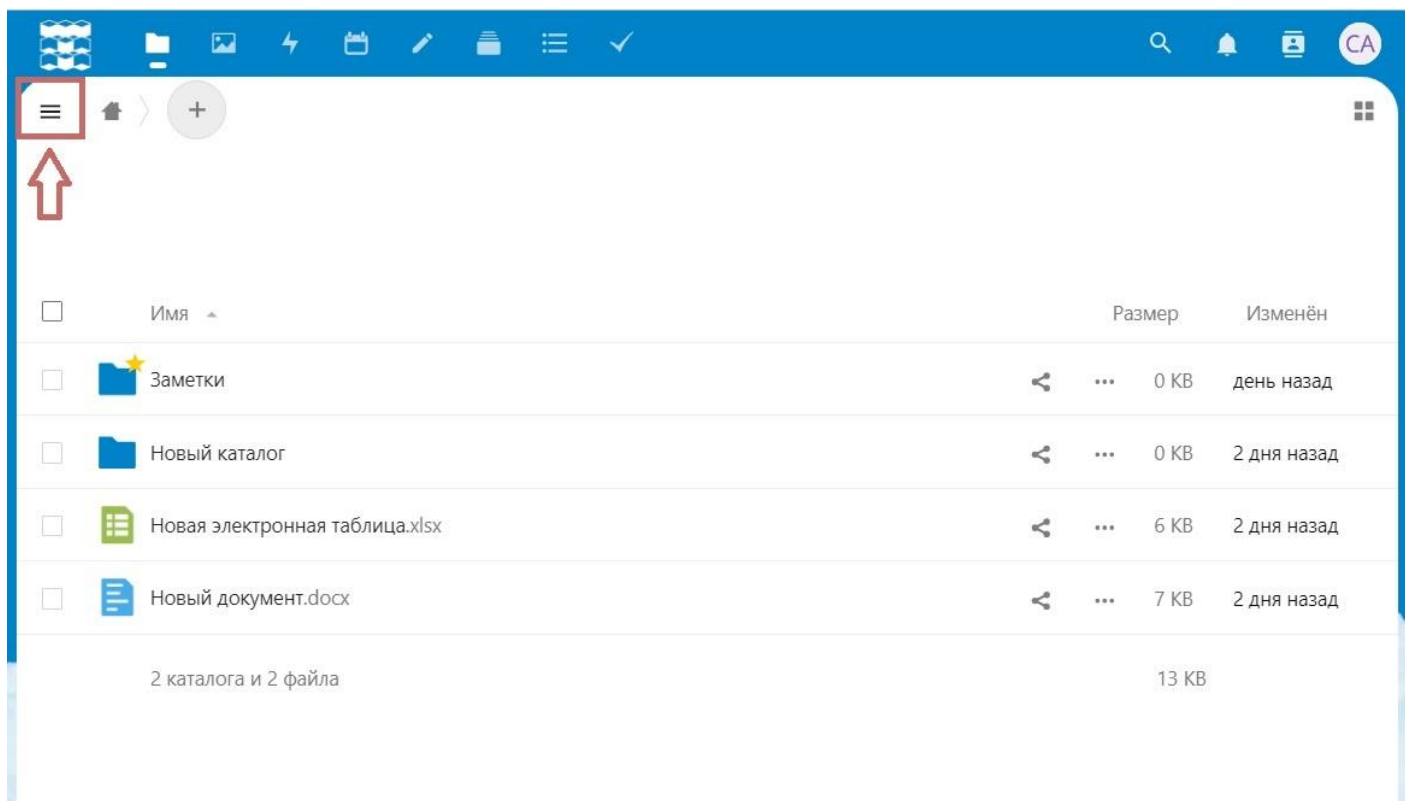 CA
Имя Размер Изменён
Заметки 0 KB день назад
Новый каталог 0 KB 2 дня назад
Новая электронная таблица.xlsx 6 KB 2 дня назад
Новый документ.docx 7 KB 2 дня назад
2 каталога и 2 файла 13 KB